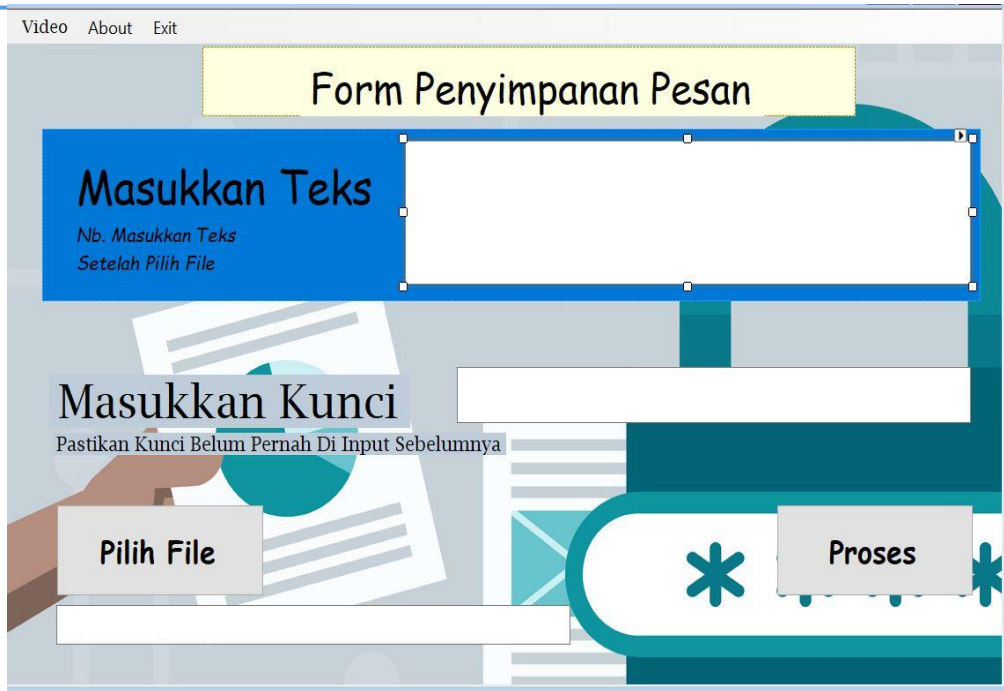 Video About Exit
Form Penyimpanan Pesan
Masukkan Teks
Nb. Masukkan Teks
Setelah Pilih File
Masukkan Kunci
Pastikan Kunci Belum Pernah Di Input Sebelumnya
Pilih File
Proses